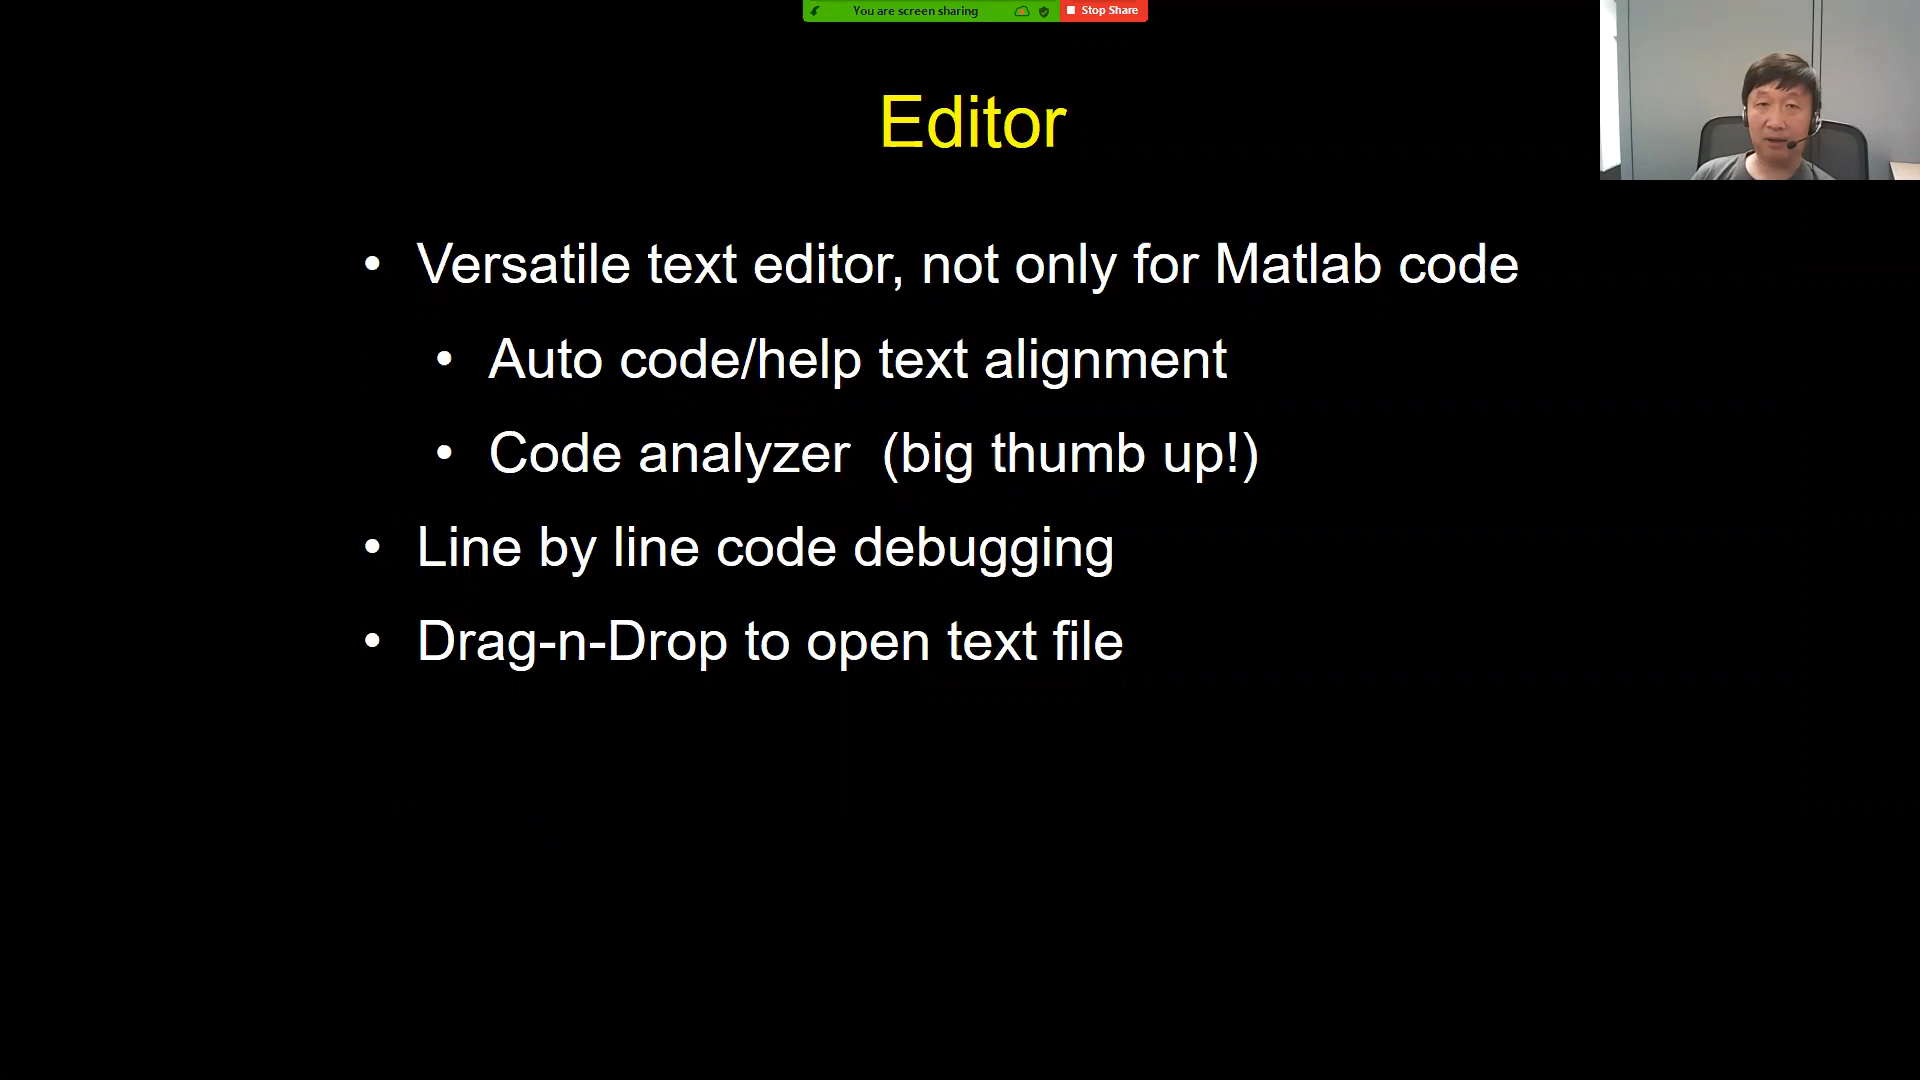 You are screen sharing
Stop Share
Editor
• Versatile text editor, not only for Matlab code
• Auto code/help text alignment
• Code analyzer  (big thumb up!)
• Line by line code debugging
• Drag-n-Drop to open text file